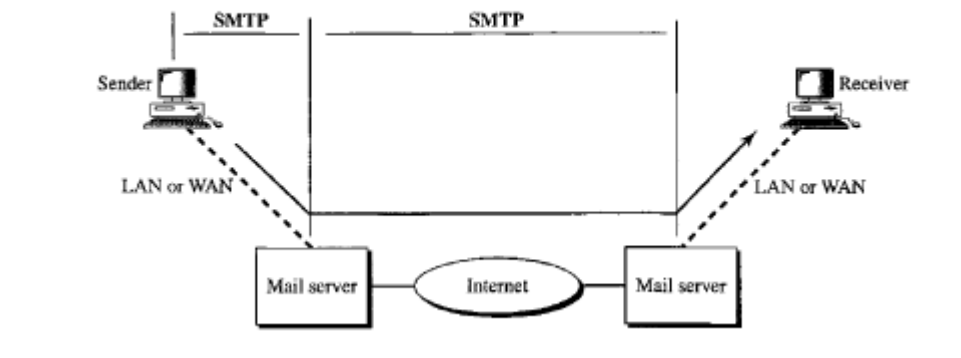 SMTP
SMTP
Sender
Receiver
LAN or WAN
LAN or WAN
Mail server
Internet
Mail server